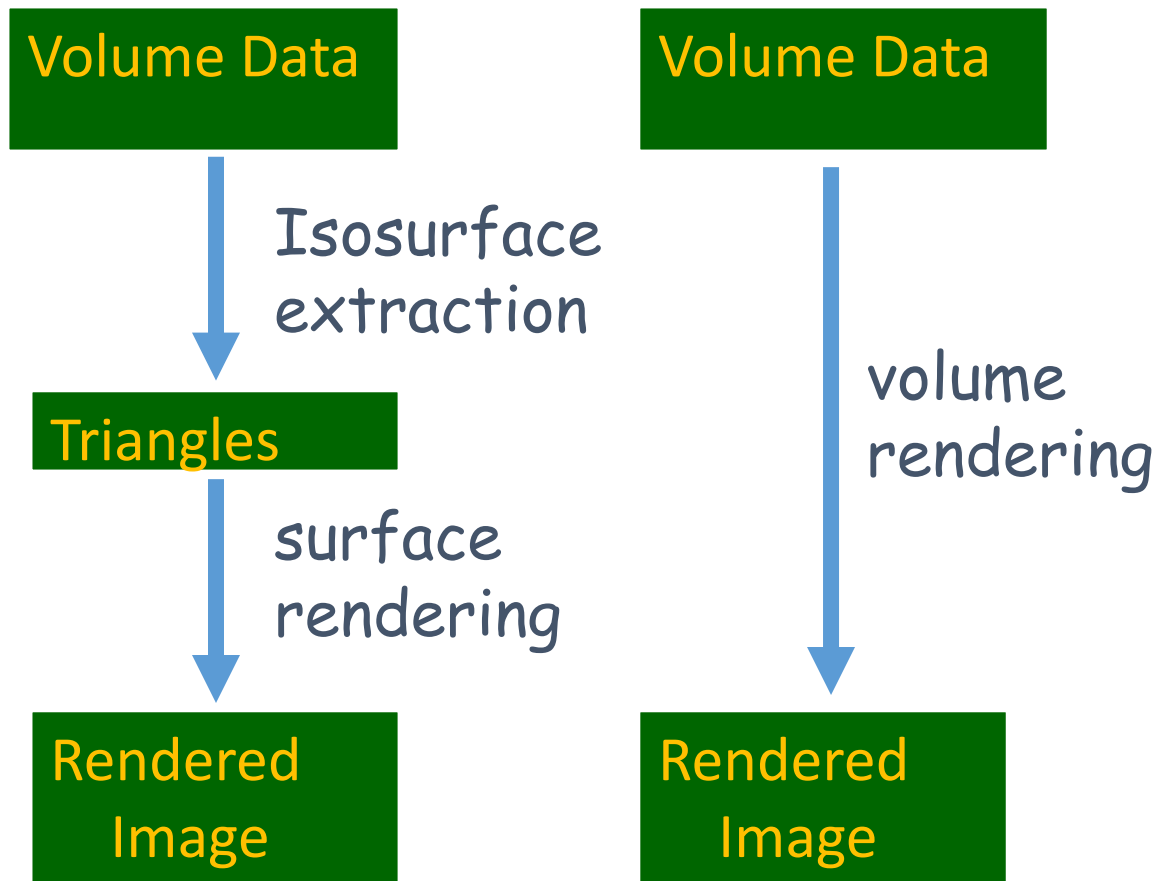 Volume Data
Isosurface
extraction
Triangles
surface
rendering
Rendered
Image
Volume Data
volume
rendering
Rendered
Image